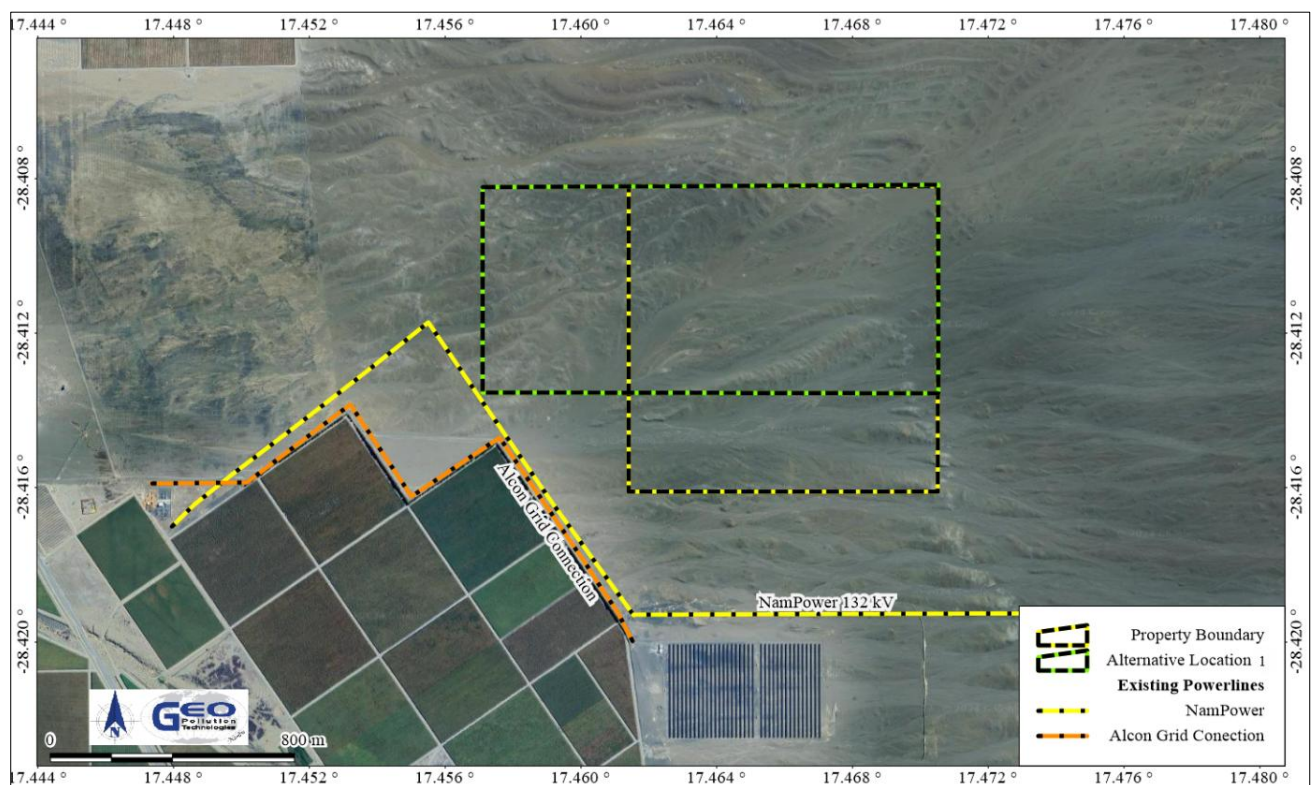 17.444 ° 17.448 ° 17.452 ° 17.456 ° 17.460 ° 17.464 ° 17.468 ° 17.472 ° 17.476 ° 17.480 °
-28.408 °
-28.408 °
-28.412 °
-28.412 °
-28.416 °
-28.416 °
-28.420 °
-28.420 °
Alcon Grid Connection
NamPower 132 kV
Property Boundary
Alternative Location 1
Existing Powerlines
NamPower
Alcon Grid Conection
N
GEO
Pollution
Technologies
0 800 m
17.444 ° 17.448 ° 17.452 ° 17.456 ° 17.460 ° 17.464 ° 17.468 ° 17.472 ° 17.476 ° 17.480 °